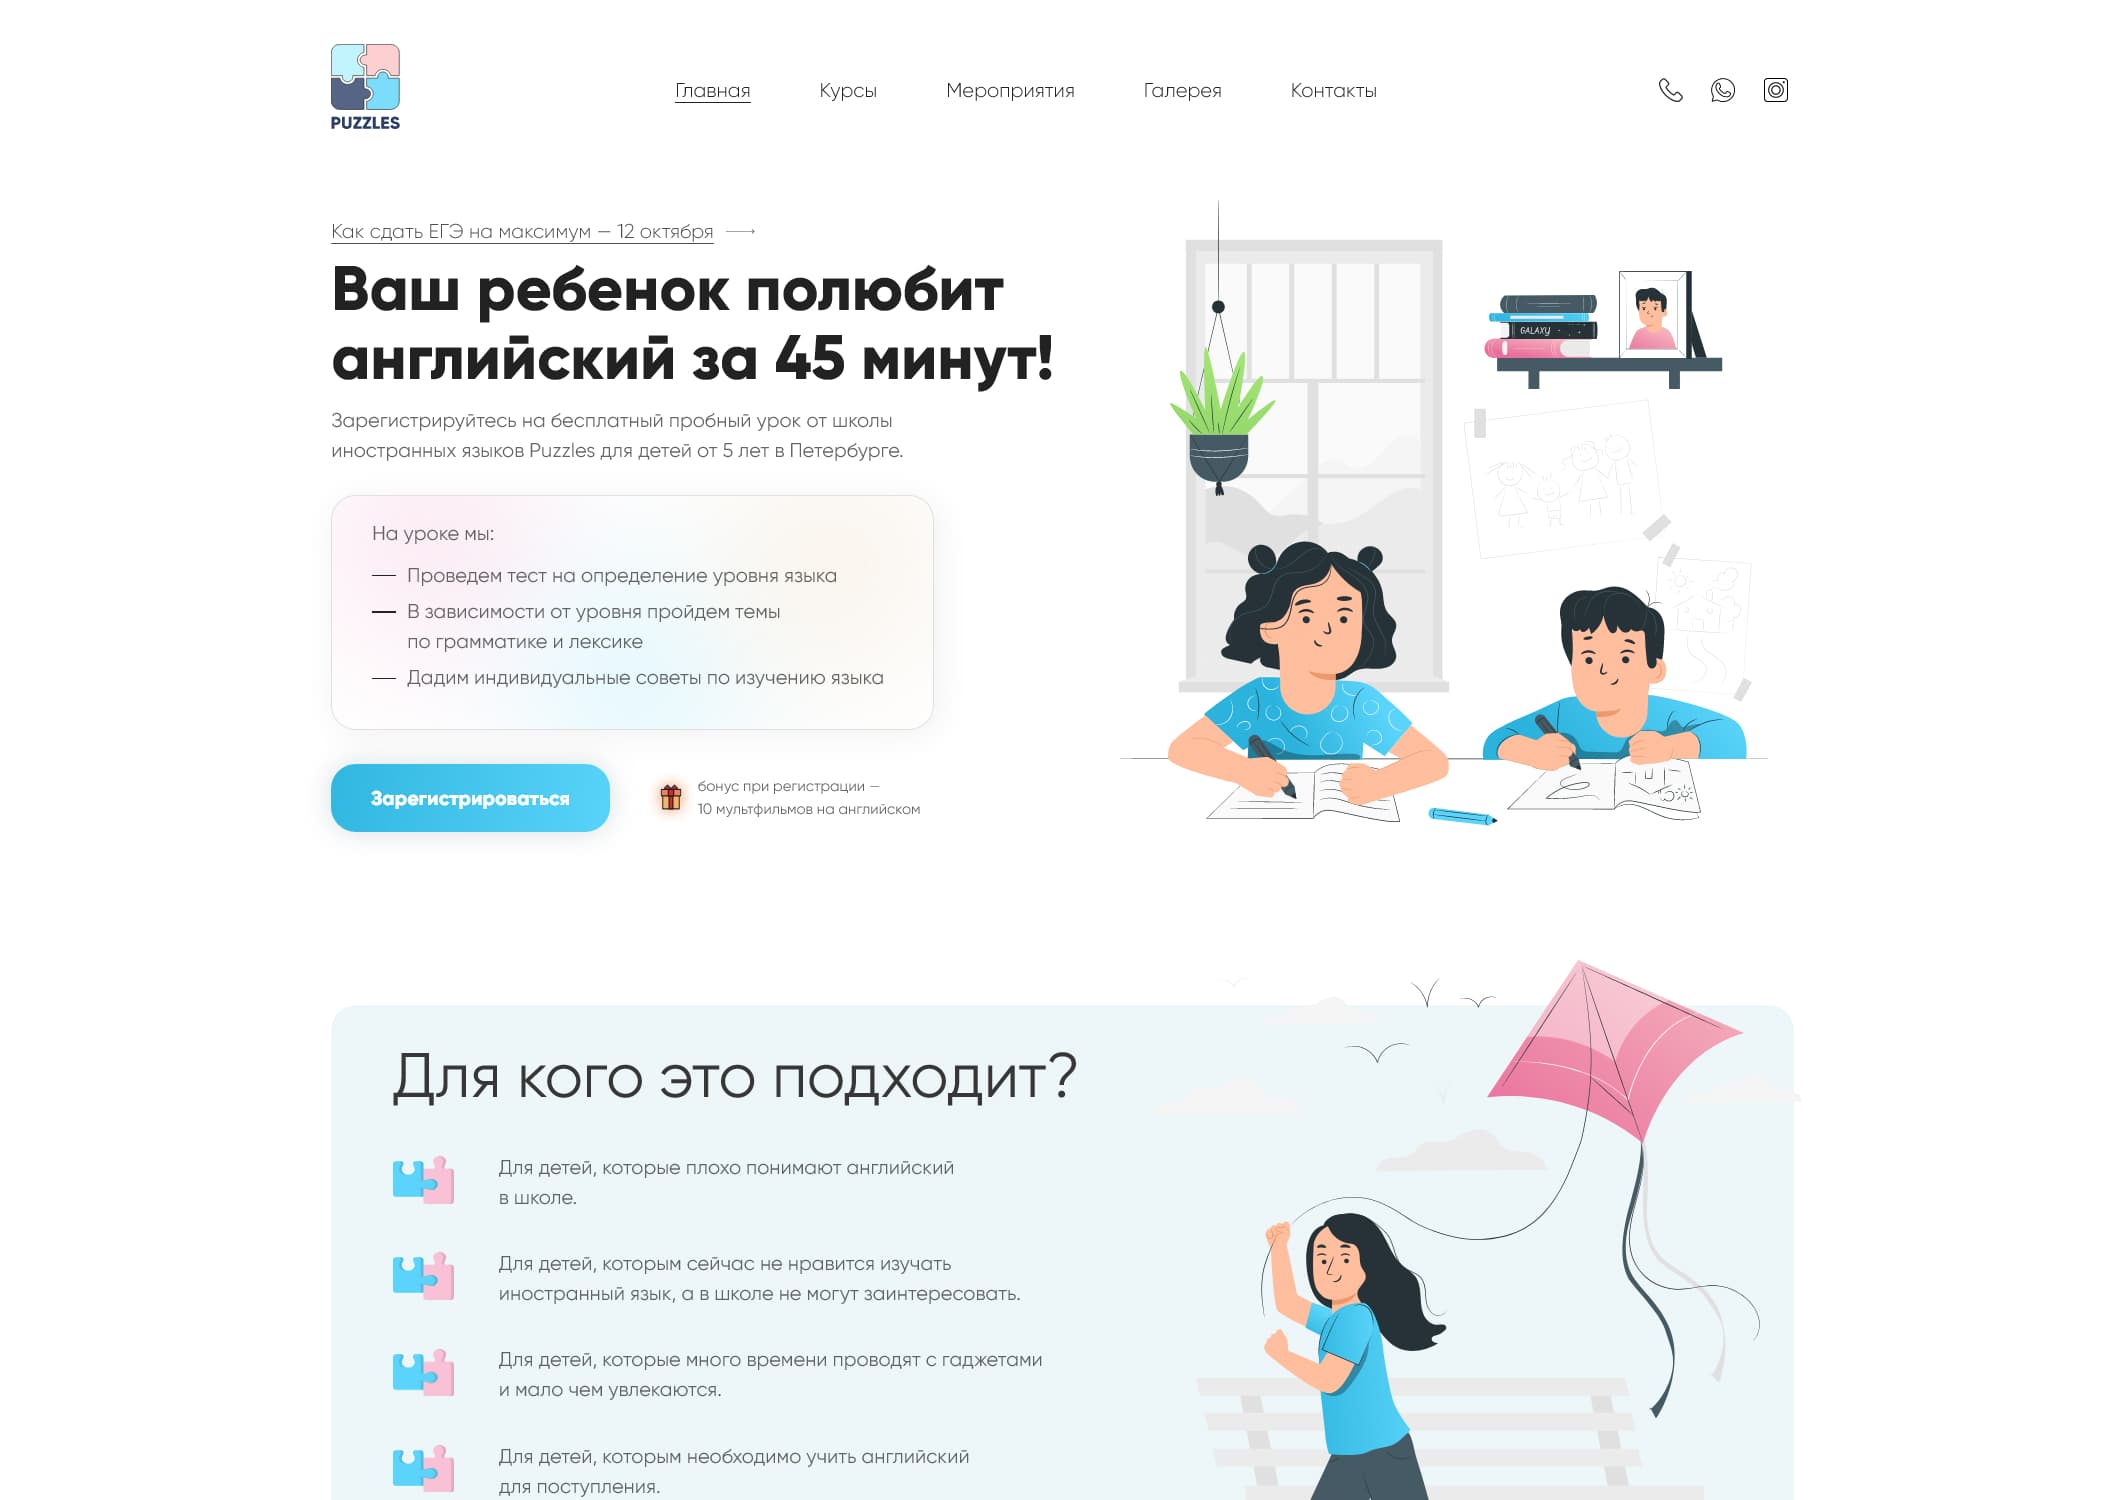 PUZZLES
Главная
Курсы
Мероприятия
Галерея
Контакты
Как сдать ЕГЭ на максимум — 12 октября
Ваш ребенок полюбит
английский за 45 минут!
Зарегистрируйтесь на бесплатный пробный урок от школы
иностранных языков Puzzles для детей от 5 лет в Петербурге.
На уроке мы:
Проведем тест на определение уровня языка
В зависимости от уровня пройдем темы
по грамматике и лексике
Дадим индивидуальные советы по изучению языка
Зарегистрироваться
бонус при регистрации —
10 мультфильмов на английском
GALAXY
Для кого это подходит?
Для детей, которые плохо понимают английский
в школе.
Для детей, которым сейчас не нравится изучать
иностранный язык, а в школе не могут заинтересовать.
Для детей, которые много времени проводят с гаджетами
и мало чем увлекаются.
Для детей, которым необходимо учить английский
для поступления.